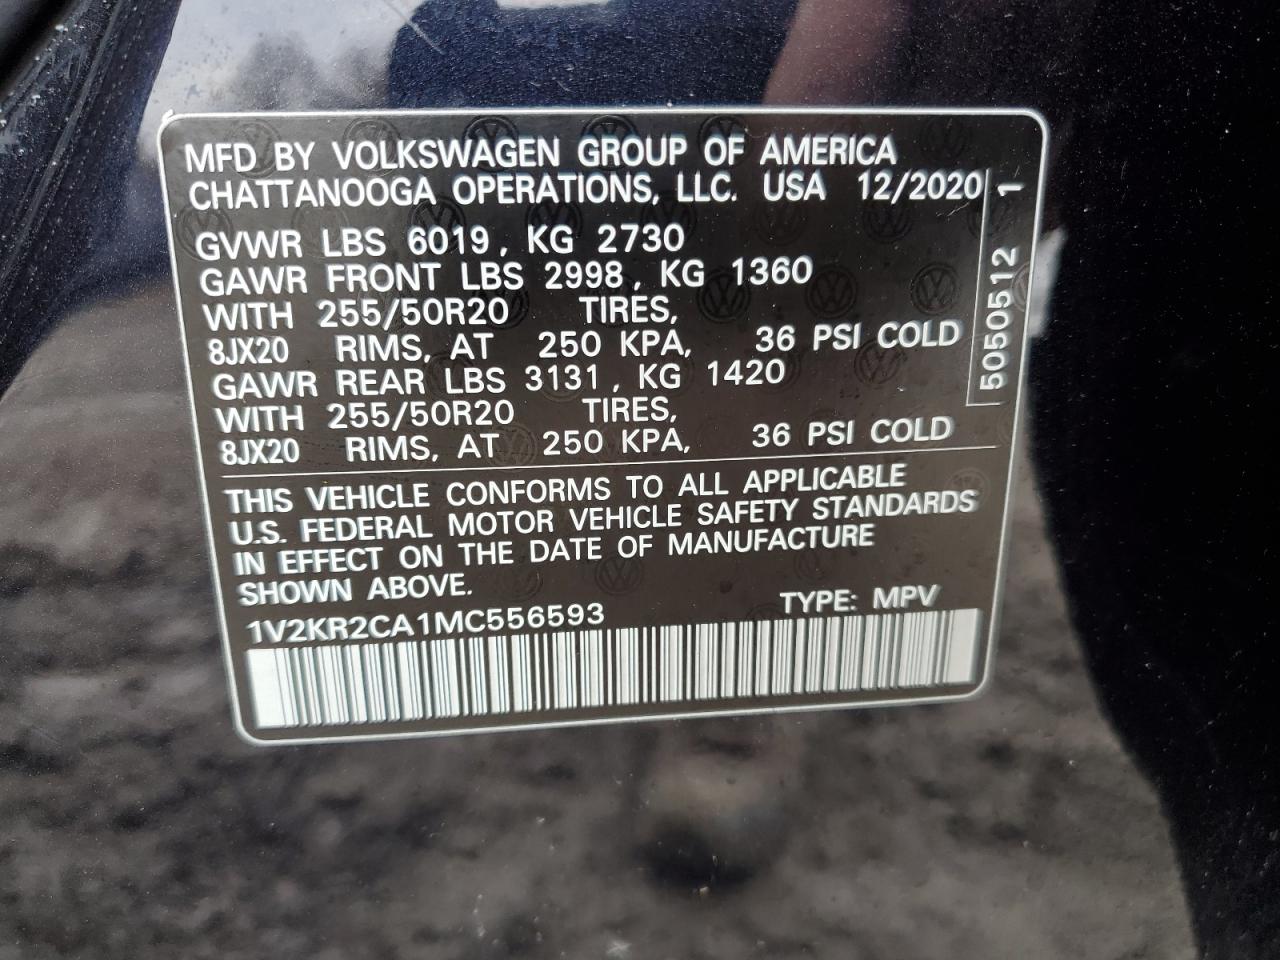 MFD BY VOLKSWAGEN GROUP OF AMERICA
CHATTANOOGA OPERATIONS, LLC. USA 12/2020
GVWR LBS 6019, KG 2730
GAWR FRONT LBS 2998, KG 1360
WITH 255/50R20 TIRES,
8JX20 RIMS, AT 250 KPA, 36 PSI COLD
GAWR REAR LBS 3131, KG 1420
WITH 255/50R20 TIRES,
8JX20 RIMS, AT 250 KPA, 36 PSI COLD
THIS VEHICLE CONFORMS TO ALL APPLICABLE
U.S. FEDERAL MOTOR VEHICLE SAFETY STANDARDS
IN EFFECT ON THE DATE OF MANUFACTURE
SHOWN ABOVE.
1V2KR2CA1MC556593 TYPE: MPV
5050512 1